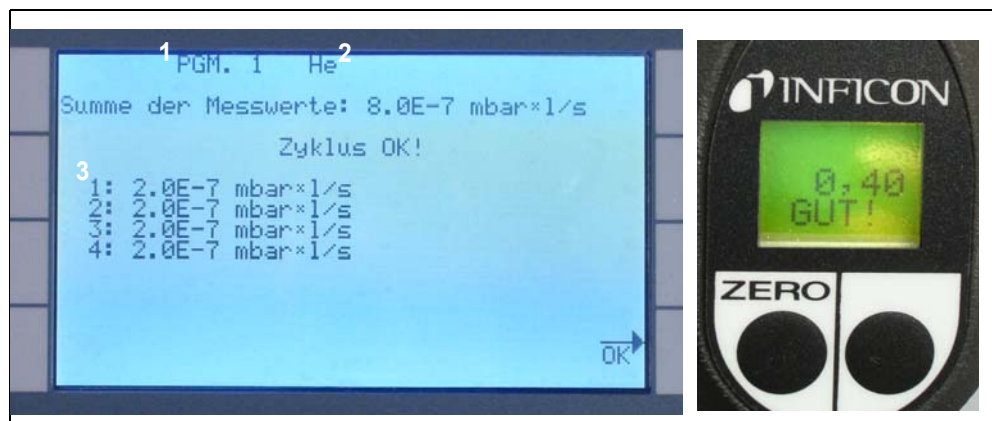 1 PGM. 1 He 2
Summe der Messwerte: 8.0E-7 mbar×l/s
Zyklus OK!
3
1: 2.0E-7 mbar×l/s
2: 2.0E-7 mbar×l/s
3: 2.0E-7 mbar×l/s
4: 2.0E-7 mbar×l/s
OK
INFICON
0,40
GUT!
ZERO